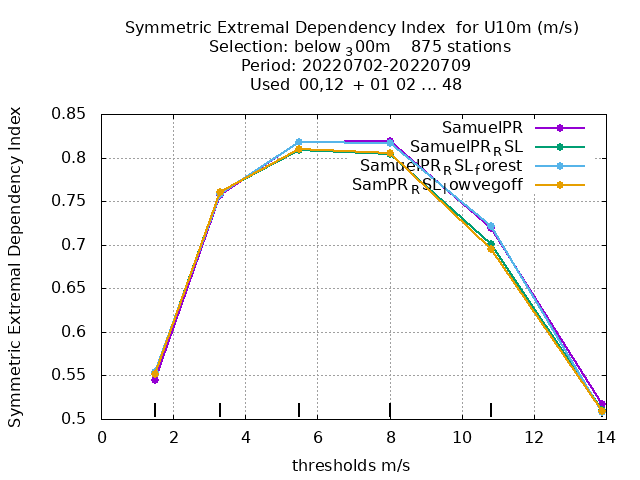 Symmetric Extremal Dependency Index for U10m (m/s)
Selection: below 300m 875 stations
Period: 20220702-20220709
Used 00,12 + 01 02 ... 48
Symmetric Extremal Dependency Index
0.85
0.8
0.75
0.7
0.65
0.6
0.55
0.5
SamuelPR
SamuelPRRSL
SamuelPRRSLforest
SamPRRSLlowvegoff
0 2 4 6 8 10 12 14
thresholds m/s